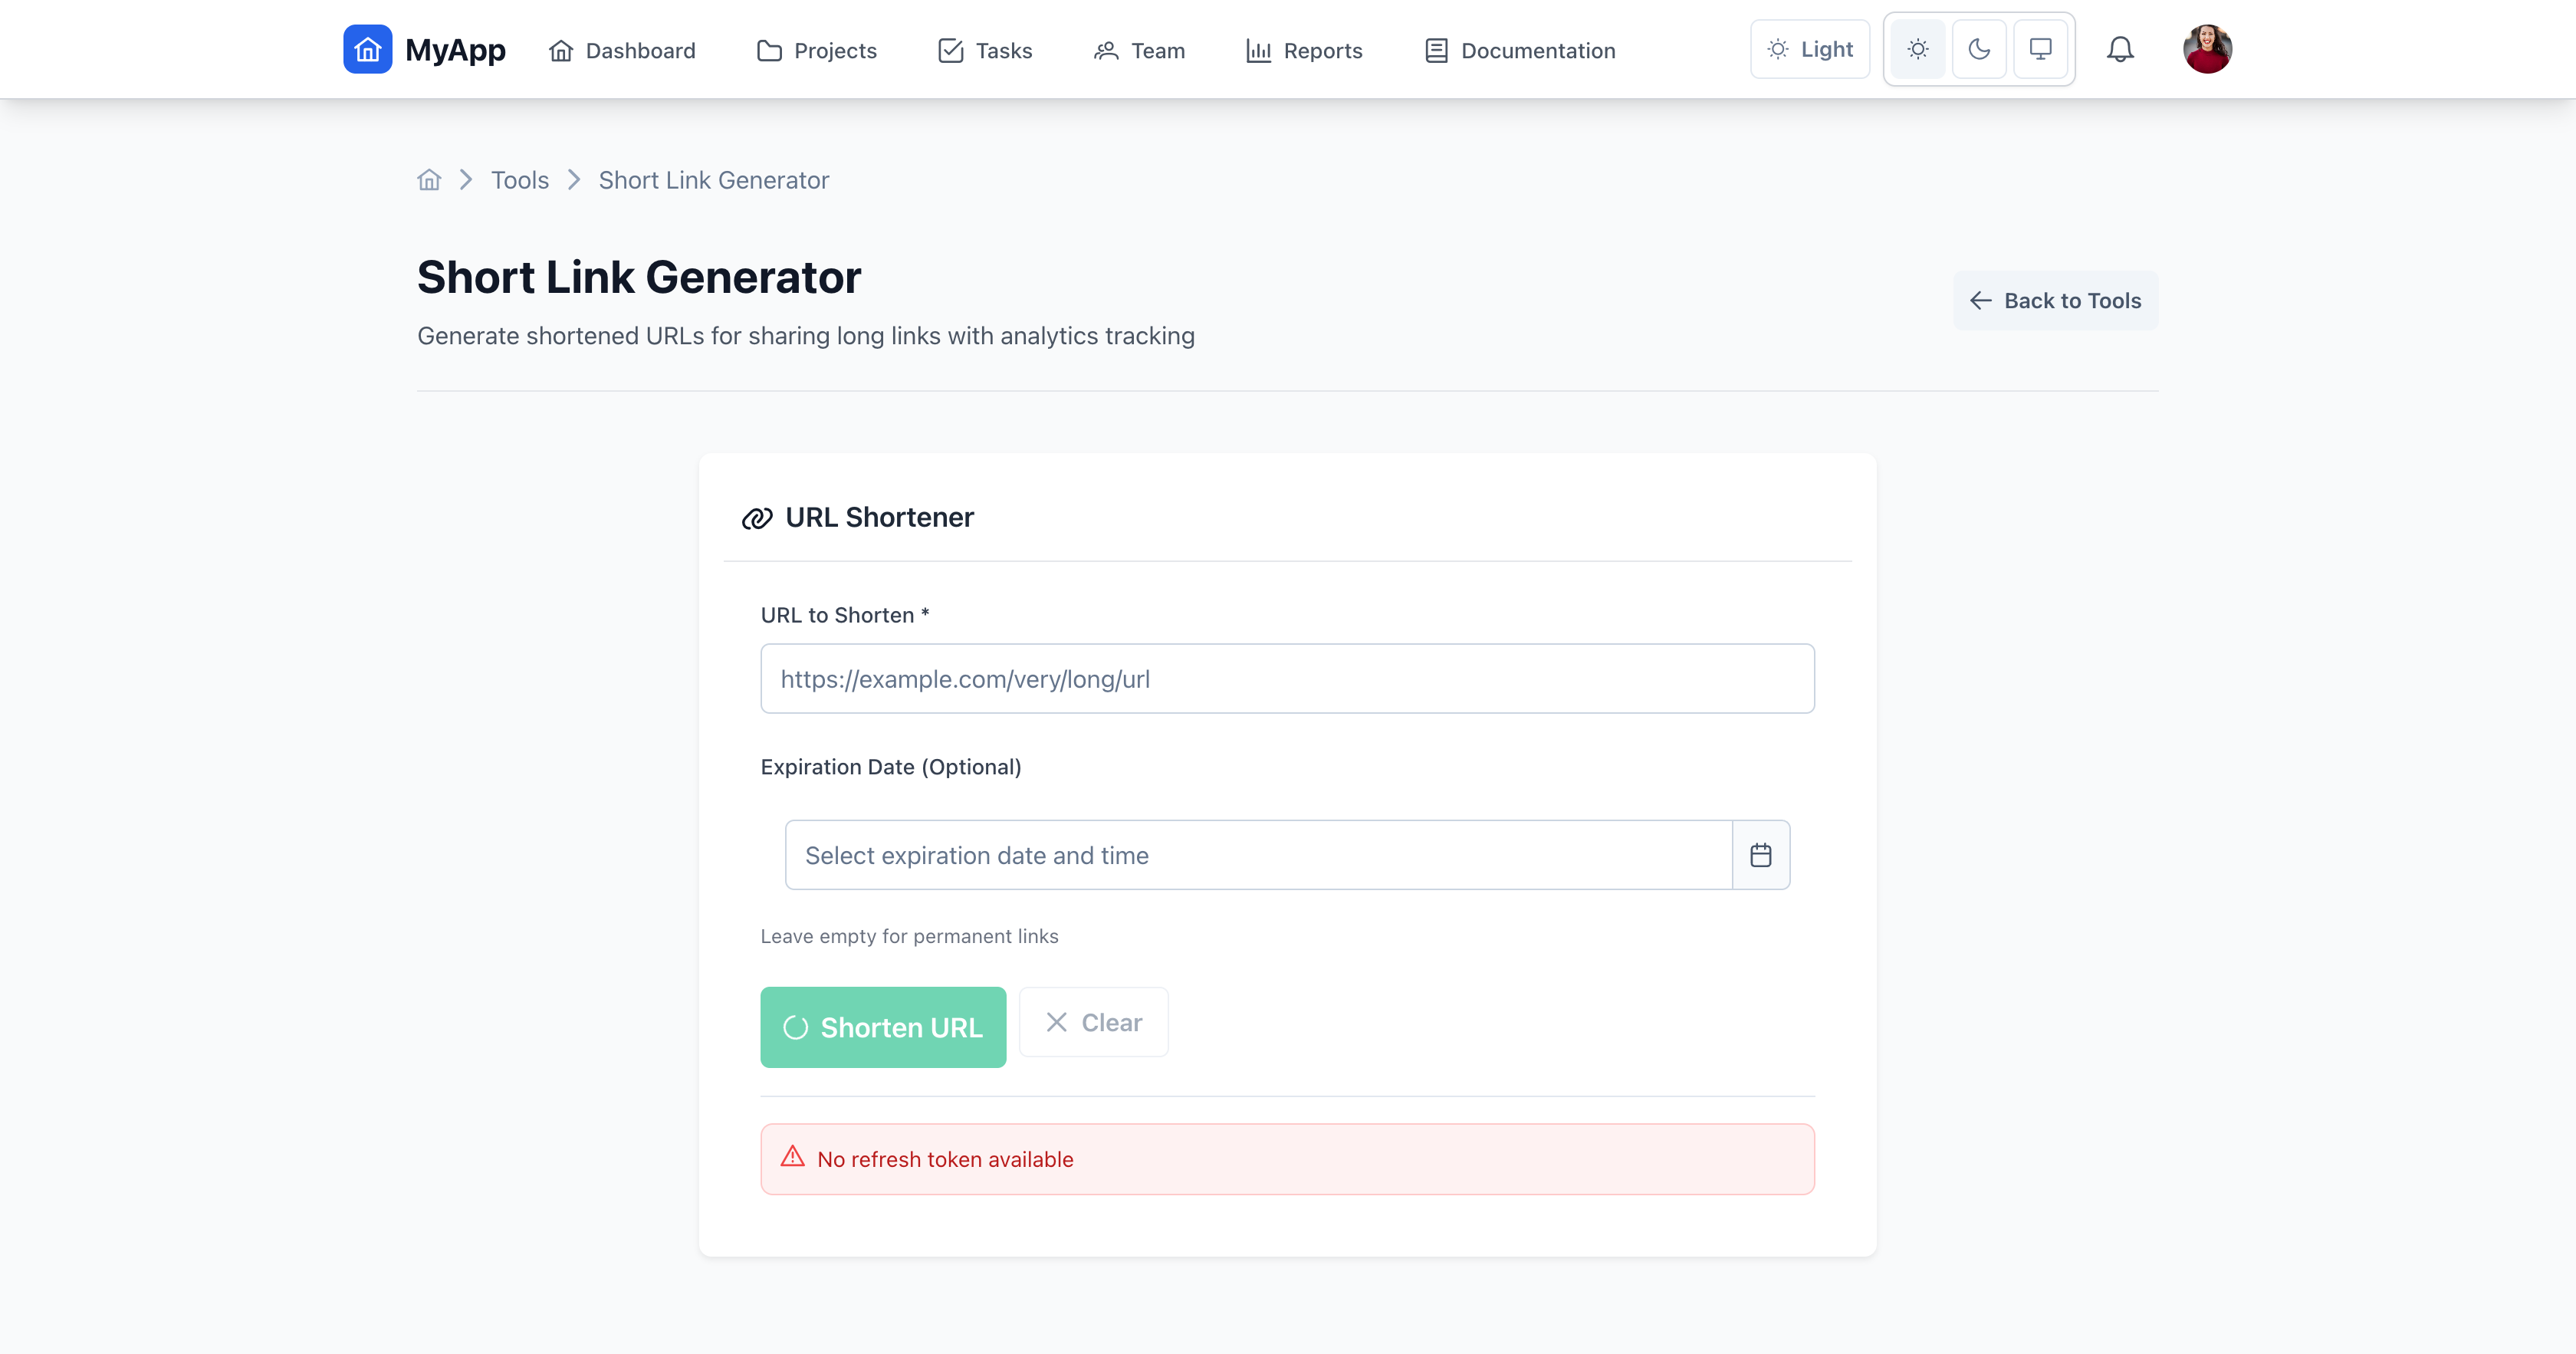 MyApp
Dashboard
Projects
Tasks
Team
Reports
Documentation
Light
Tools
Short Link Generator
Short Link Generator
Generate shortened URLs for sharing long links with analytics tracking
Back to Tools
URL Shortener
URL to Shorten *
https://example.com/very/long/url
Expiration Date (Optional)
Select expiration date and time
Leave empty for permanent links
Shorten URL
Clear
No refresh token available